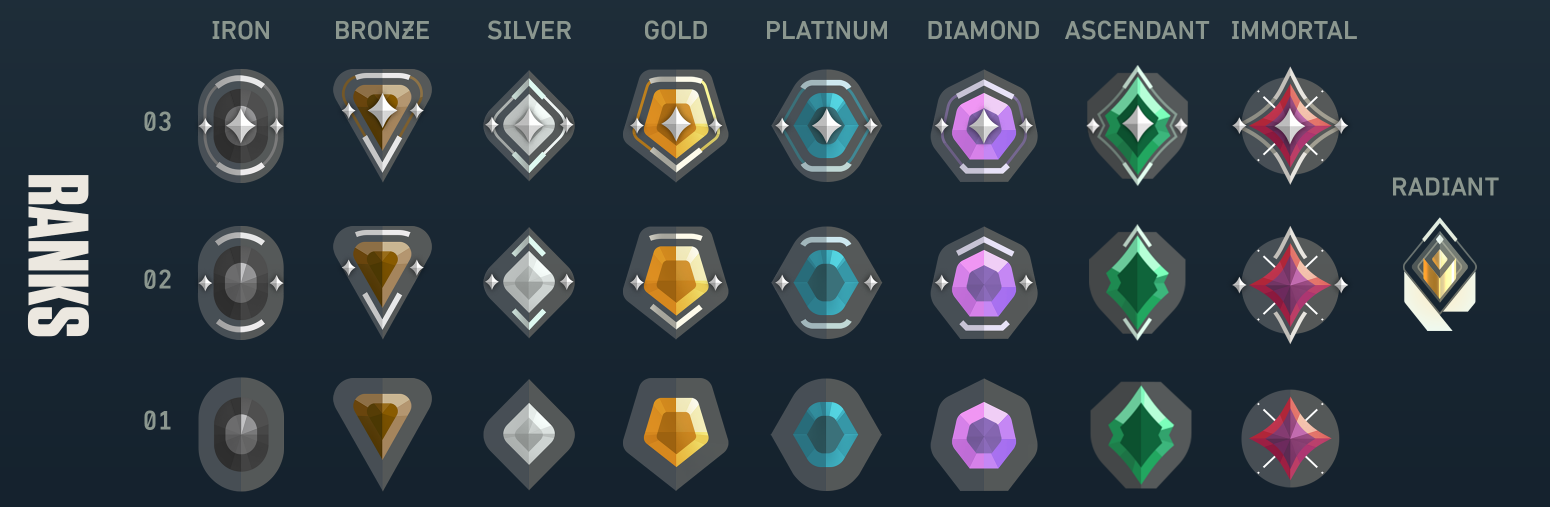 IRON BRONZE SILVER GOLD PLATINUM DIAMOND ASCENDANT IMMORTAL
03
RADIANT
RANKS
02
01